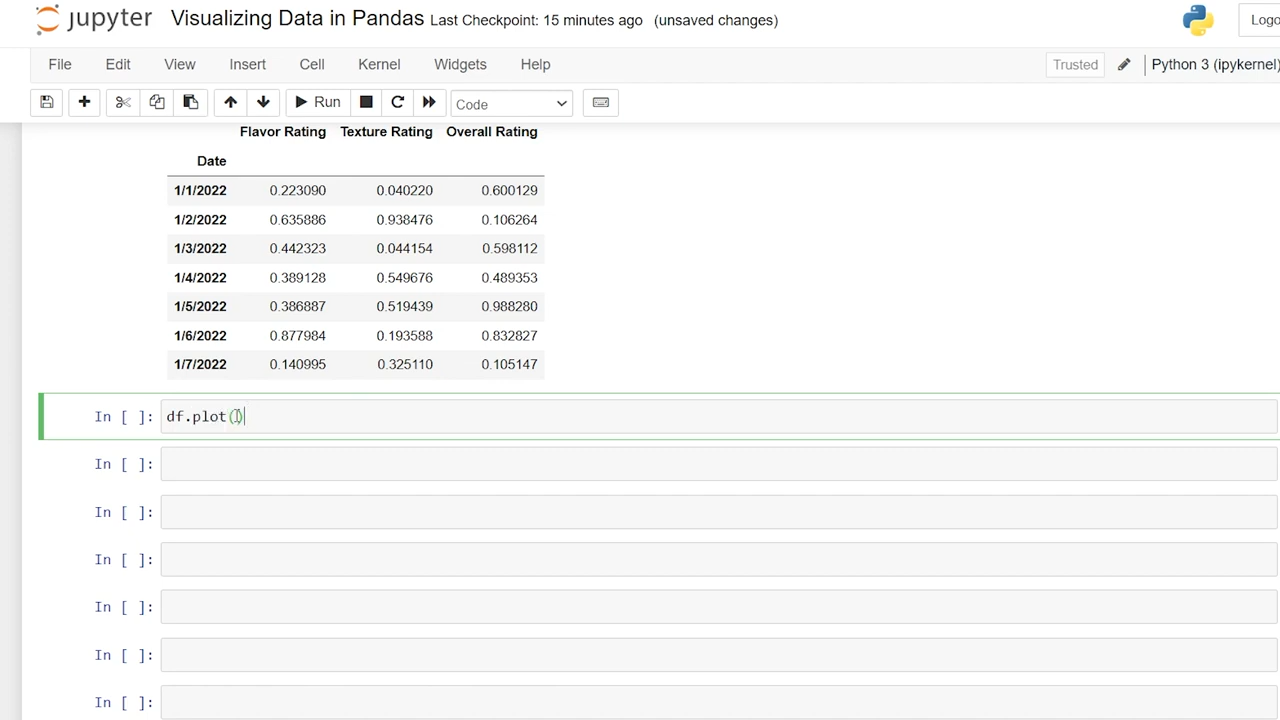 jupyter Visualizing Data in Pandas Last Checkpoint: 15 minutes ago (unsaved changes)
File Edit View Insert Cell Kernel Widgets Help Trusted Python 3 (ipykernel)
Run Code
Flavor Rating Texture Rating Overall Rating
Date
1/1/2022 0.223090 0.040220 0.600129
1/2/2022 0.635886 0.938476 0.106264
1/3/2022 0.442323 0.044154 0.598112
1/4/2022 0.389128 0.549676 0.489353
1/5/2022 0.386887 0.519439 0.988280
1/6/2022 0.877984 0.193588 0.832827
1/7/2022 0.140995 0.325110 0.105147
In [ ]: df.plot()
In [ ]:
In [ ]:
In [ ]:
In [ ]:
In [ ]:
In [ ]: